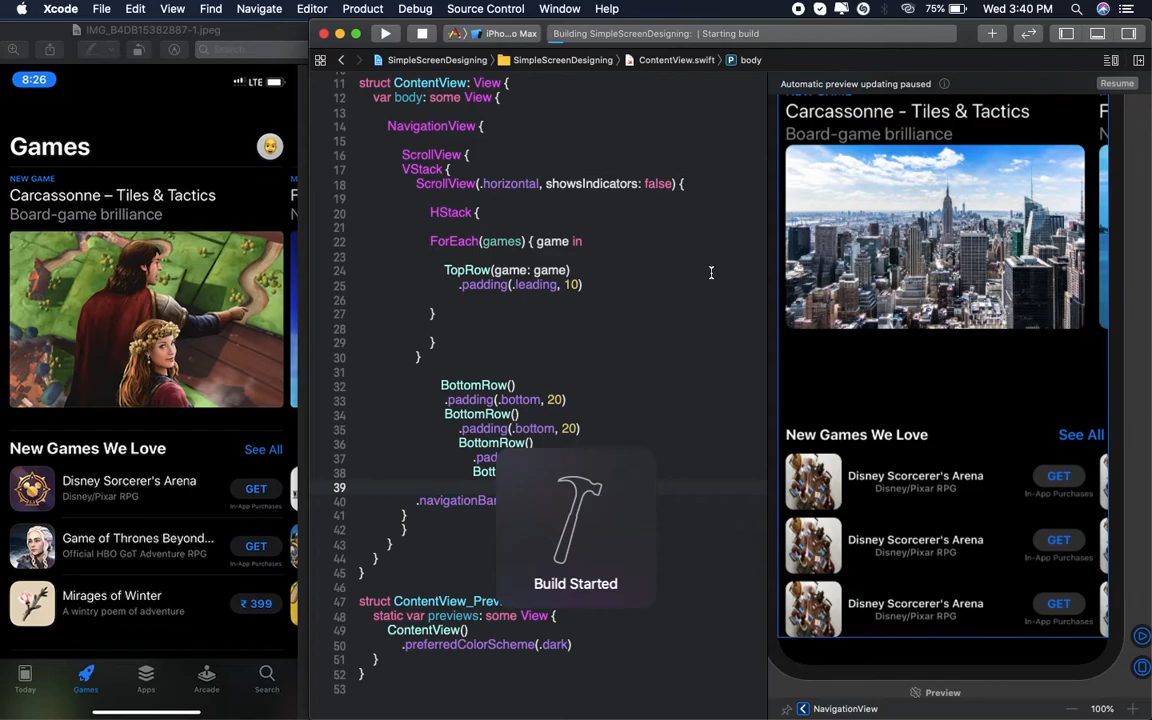 Xcode File Edit View Find Navigate Editor Product Debug Source Control Window Help 75% Wed 3:40 PM
IMG_B4DB15382887-1.jpeg
Search
iPho...o Max
Building SimpleScreenDesigning: | Starting build
SimpleScreenDesigning
SimpleScreenDesigning
ContentView.swift
P body
8:26
LTE
Games
NEW GAME
Carcassonne – Tiles & Tactics
Board-game brilliance
New Games We Love
See All
Disney Sorcerer's Arena
Disney/Pixar RPG
GET
In-App Purchases
Game of Thrones Beyond...
Official HBO GoT Adventure RPG
GET
In-App Purchases
Mirages of Winter
A wintry poem of adventure
₹ 399
Today
Games
Apps
Arcade
Search
11 struct ContentView: View {
12 var body: some View {
13
14 NavigationView {
15
16 ScrollView {
17 VStack {
18 ScrollView(.horizontal, showsIndicators: false) {
19
20 HStack {
21
22 ForEach(games) { game in
23
24 TopRow(game: game)
25 .padding(.leading, 10)
26
27 }
28
29 }
30 }
31
32 BottomRow()
33 .padding(.bottom, 20)
34 BottomRow()
35 .padding(.bottom, 20)
36 BottomRow()
37 .pad
38 Bott
39
40 .navigationBar
41 }
42 }
43 }
44 }
45 }
46
47 struct ContentView_Prev
48 static var previews: some View {
49 ContentView()
50 .preferredColorScheme(.dark)
51 }
52 }
53
Build Started
Automatic preview updating paused
Resume
Carcassonne - Tiles & Tactics
F
Board-game brilliance
N
New Games We Love
See All
Disney Scorcerer's Arena
Disney/Pixar RPG
GET
In-App Purchases
Disney Scorcerer's Arena
Disney/Pixar RPG
GET
In-App Purchases
Disney Scorcerer's Arena
Disney/Pixar RPG
GET
In-App Purchases
Preview
NavigationView
100%